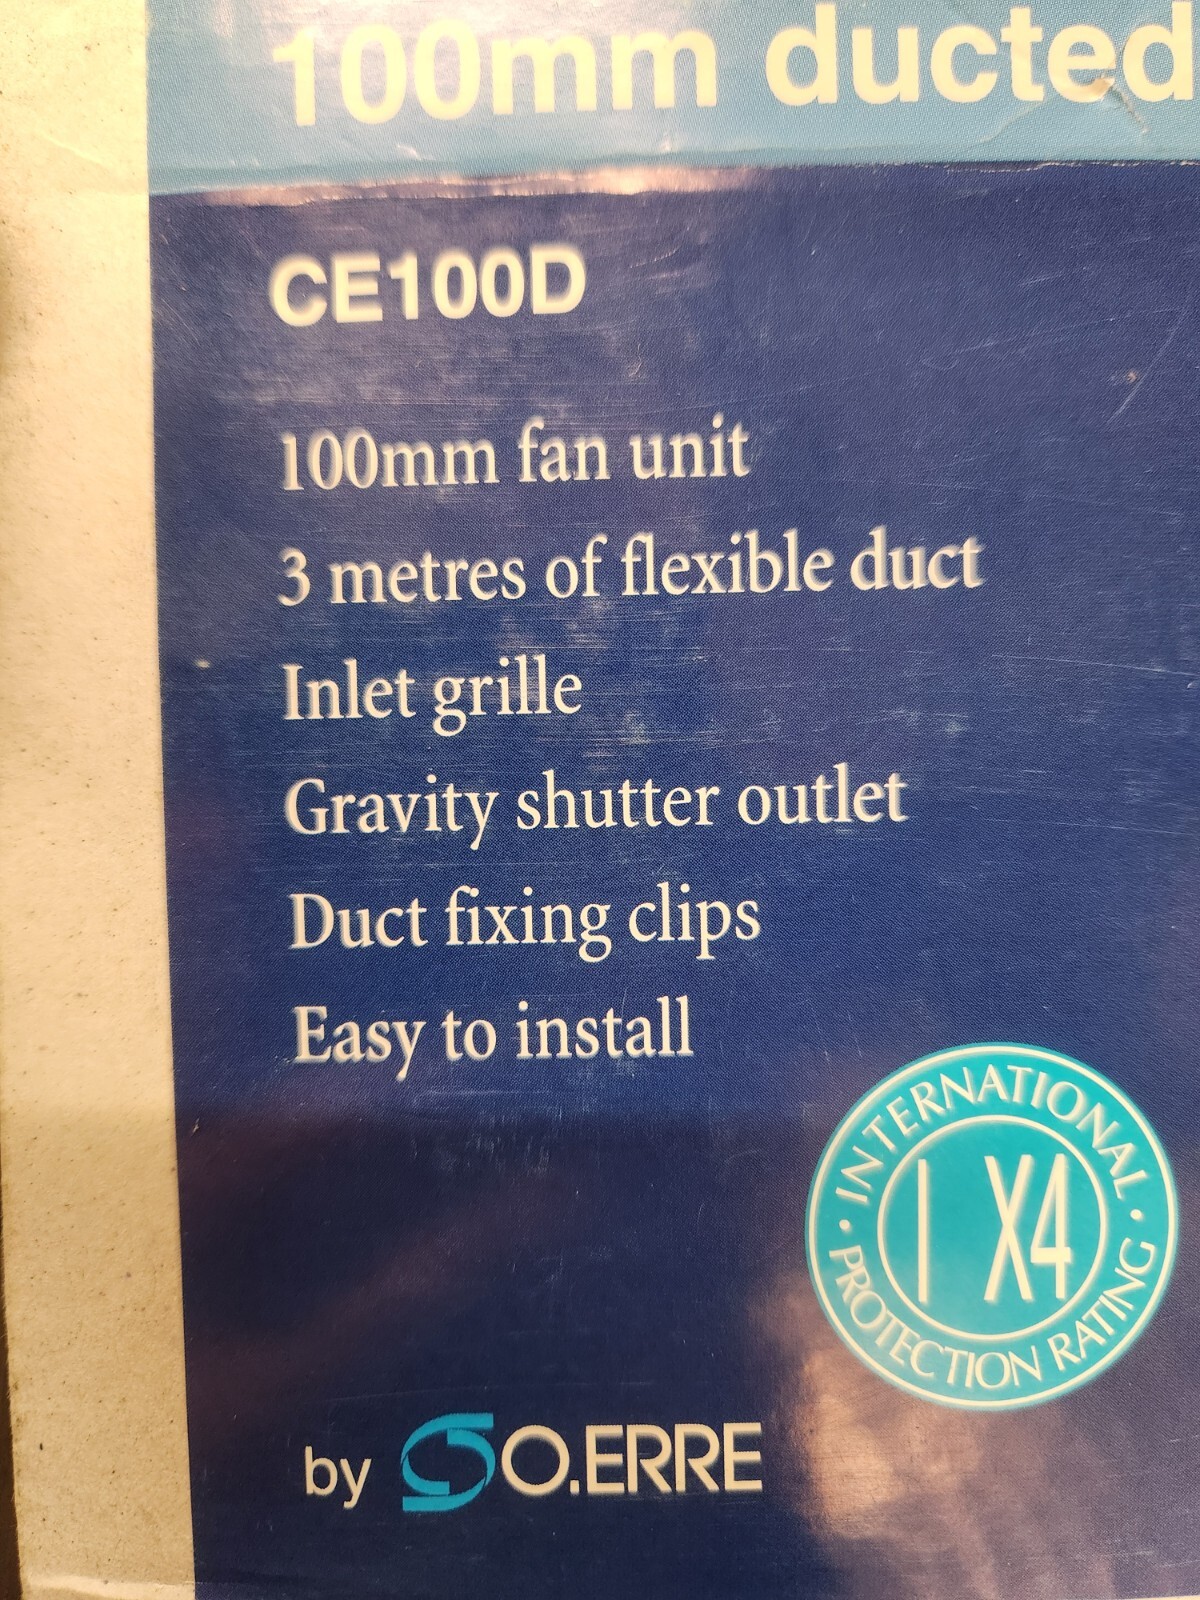 100mm ducted
CE100D
100mm fan unit
3 metres of flexible duct
Inlet grille
Gravity shutter outlet
Duct fixing clips
Easy to install
· INTERNATIONAL ·
I X4
PROTECTION RATING
by O.ERRE